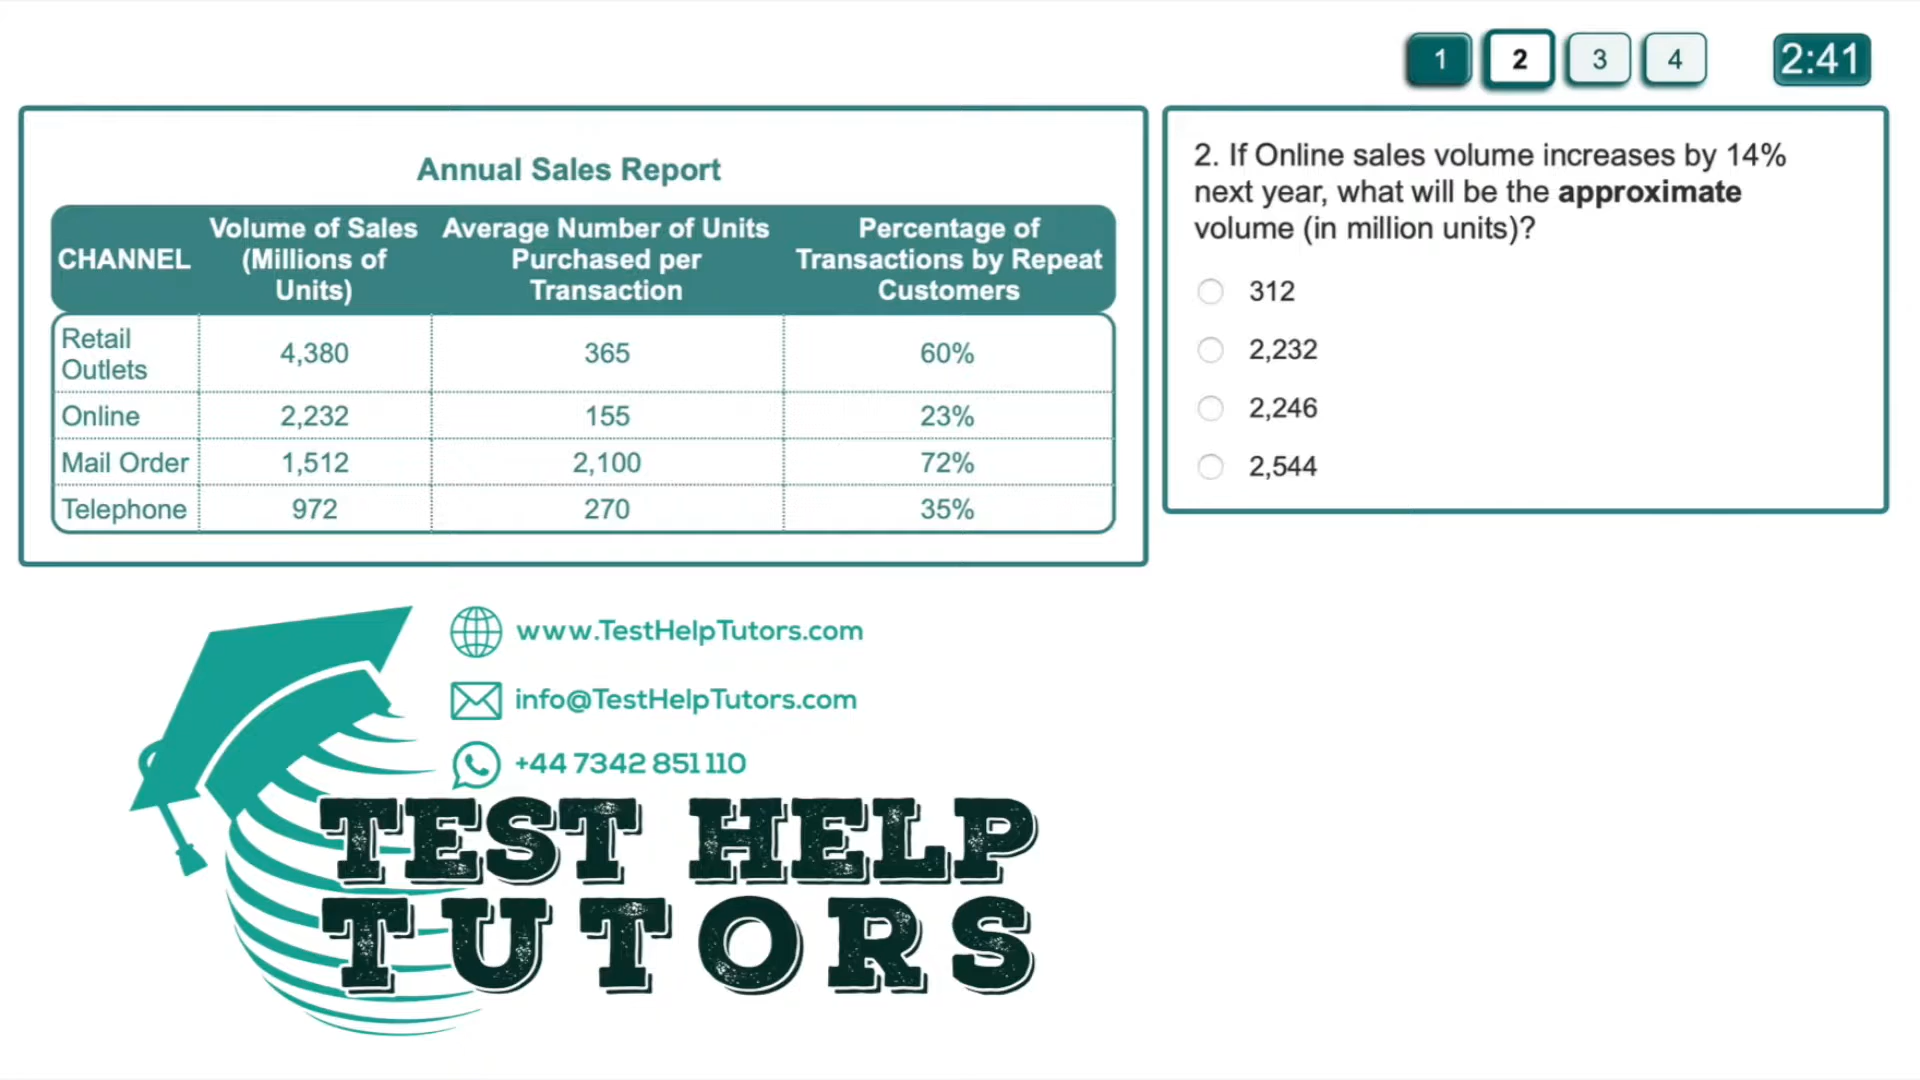 1 2 3 4 2:41
Annual Sales Report
CHANNEL
Volume of Sales
(Millions of
Units)
Average Number of Units
Purchased per
Transaction
Percentage of
Transactions by Repeat
Customers
Retail
Outlets
4,380 365 60%
Online 2,232 155 23%
Mail Order 1,512 2,100 72%
Telephone 972 270 35%
2. If Online sales volume increases by 14%
next year, what will be the approximate
volume (in million units)?
312
2,232
2,246
2,544
www.TestHelpTutors.com
info@TestHelpTutors.com
+44 7342 851 110
TEST HELP
TUTORS